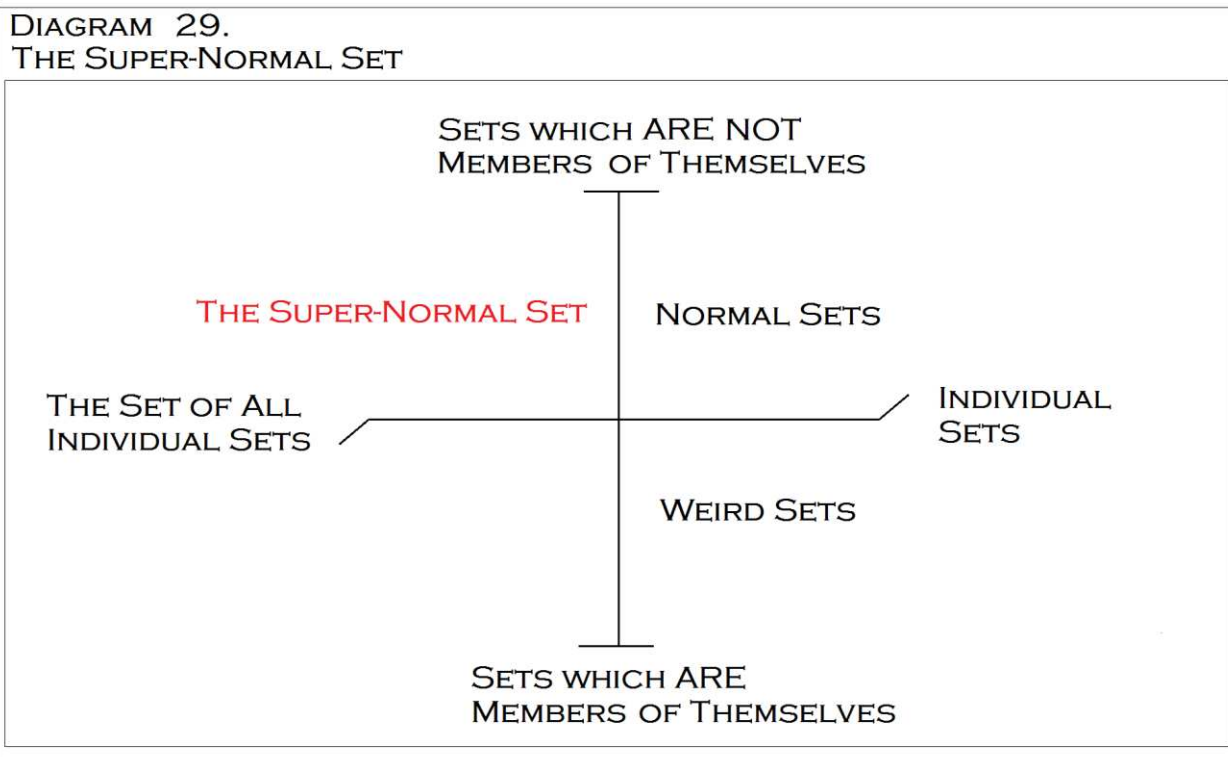 Diagram 29.
The Super-Normal Set
Sets which ARE NOT
Members of Themselves
The Super-Normal Set
Normal Sets
The Set of All
Individual Sets
Individual
Sets
Weird Sets
Sets which ARE
Members of Themselves